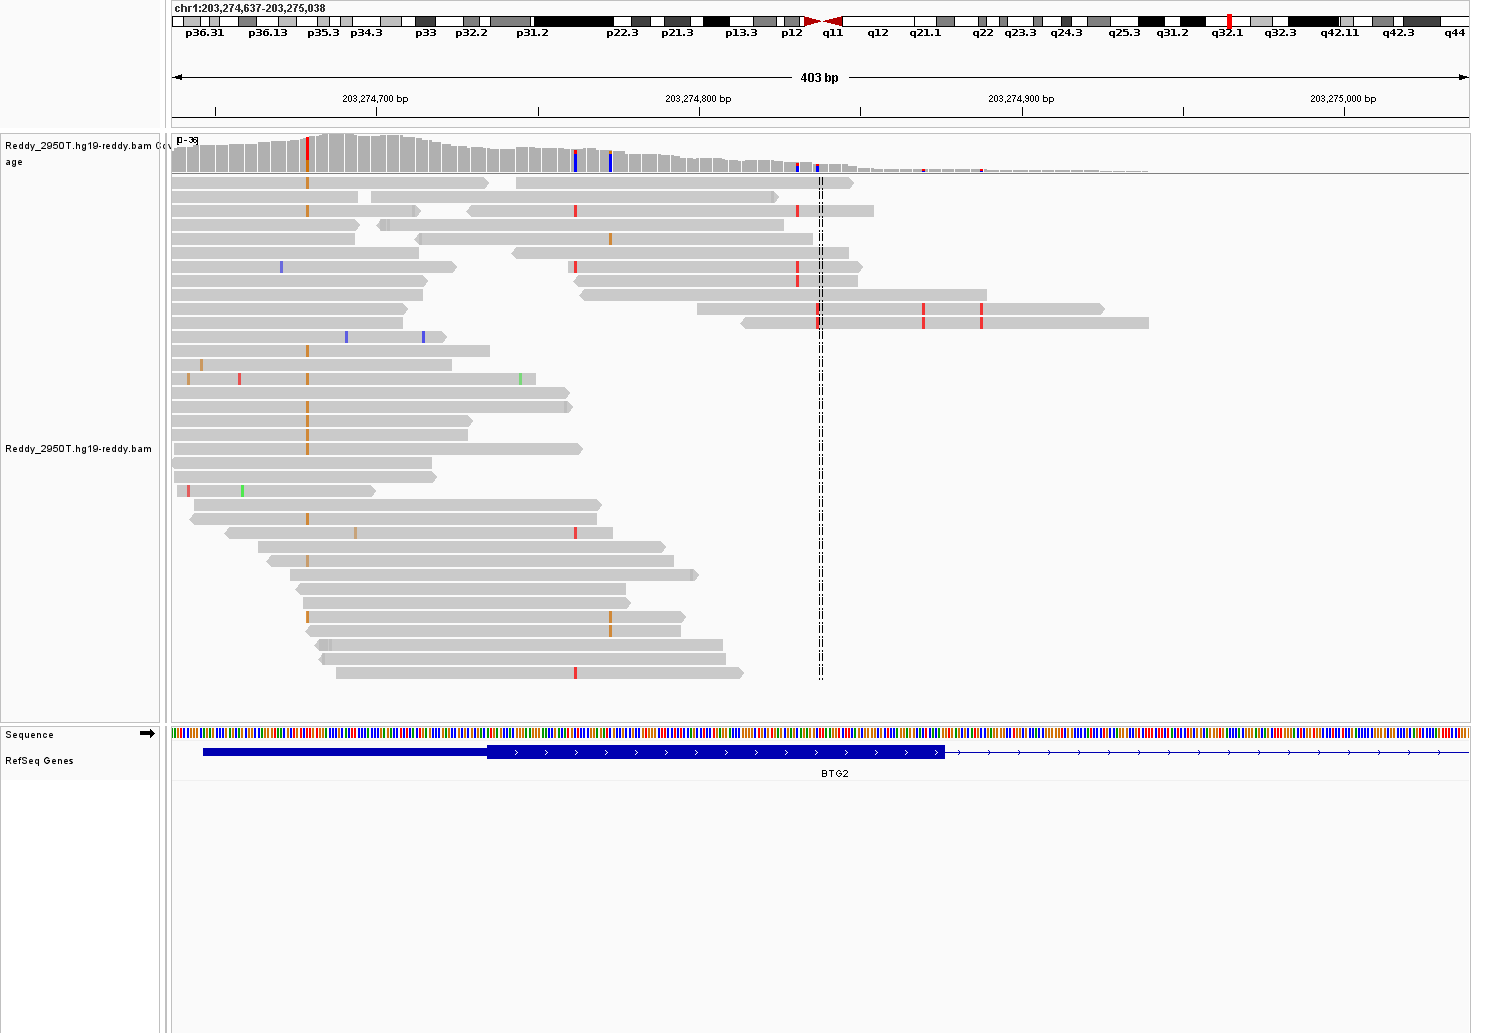 chr1:203,274,637-203,275,038
p36.31 p36.13 p35.3 p34.3 p33 p32.2 p31.2 p22.3 p21.3 p13.3 p12 q11 q12 q21.1 q22 q23.3 q24.3 q25.3 q31.2 q32.1 q32.3 q42.11 q42.3 q44
403 bp
203,274,700 bp 203,274,800 bp 203,274,900 bp 203,275,000 bp
Reddy_2950T.hg19-reddy.bam Cov
age
[0-36]
Reddy_2950T.hg19-reddy.bam
Sequence
RefSeq Genes
BTG2